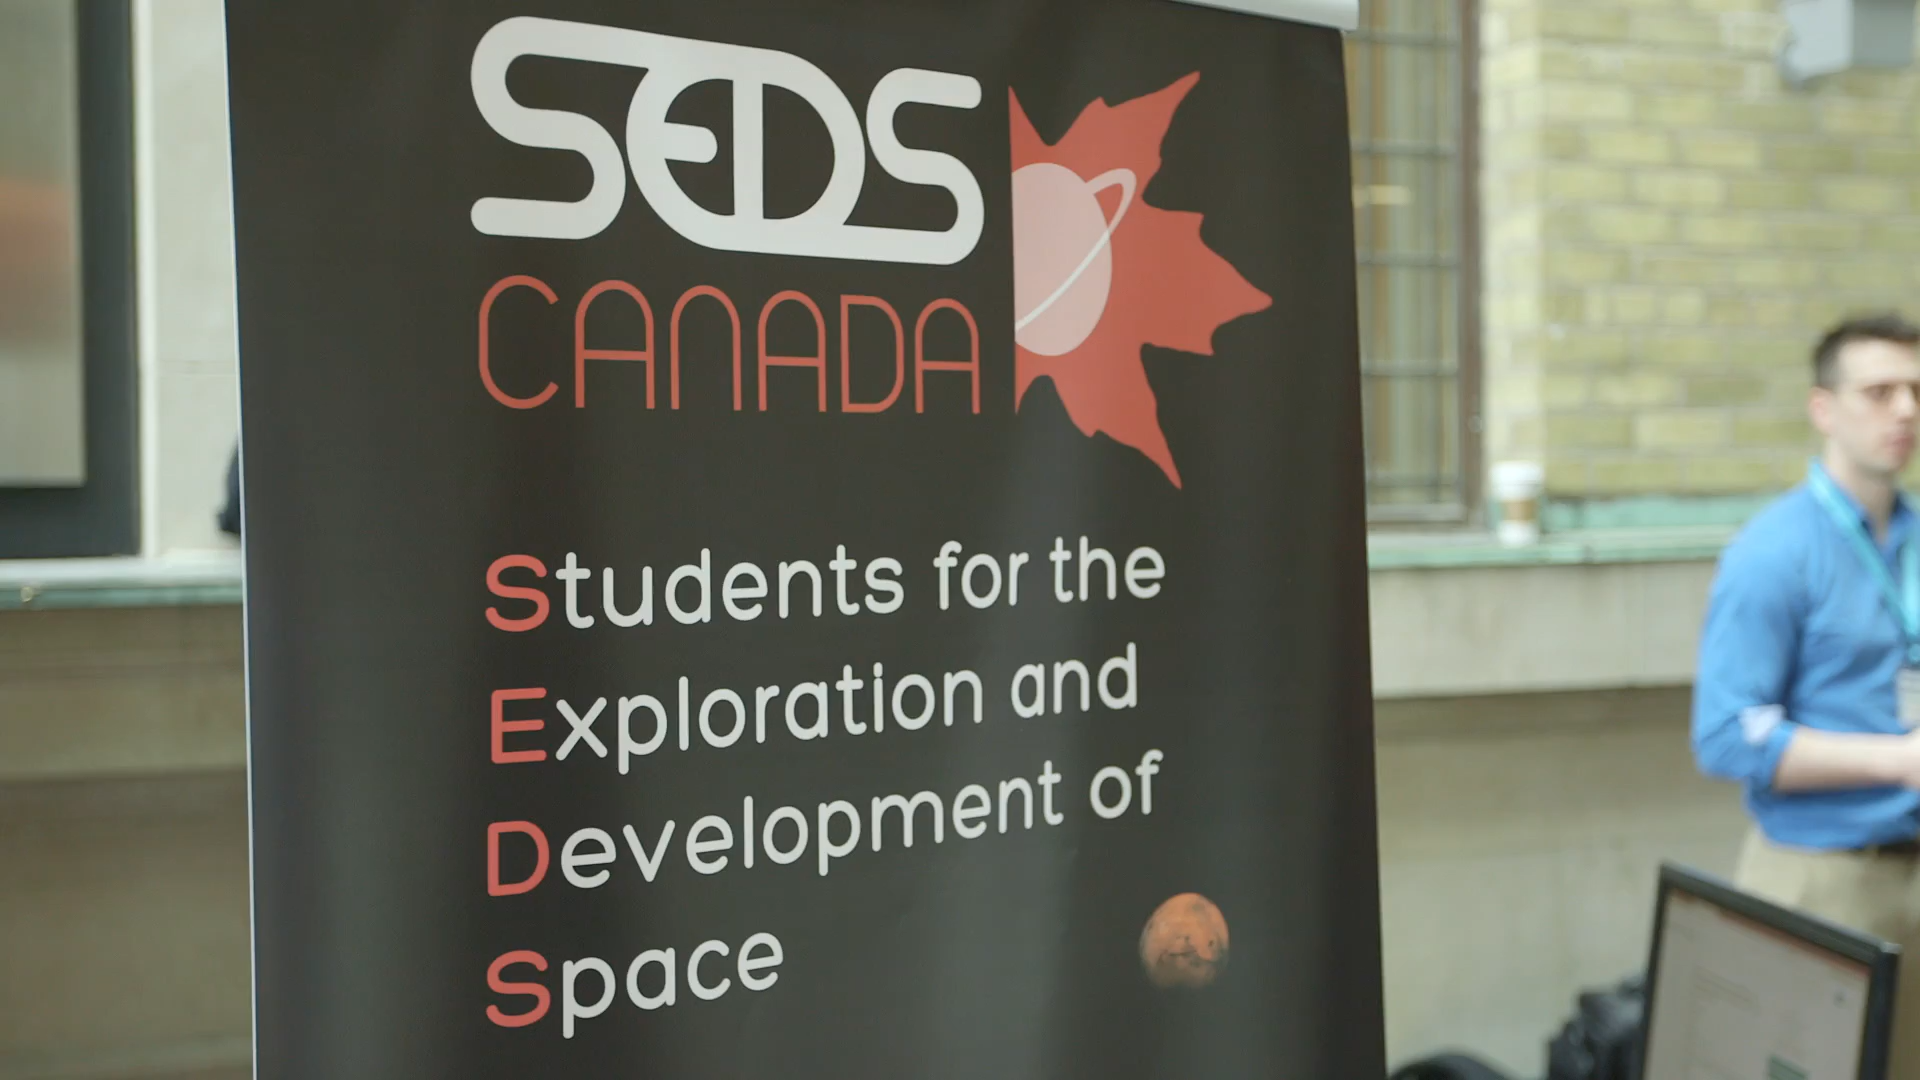 SEDS
CANADA
Students for the
Exploration and
Development of
Space